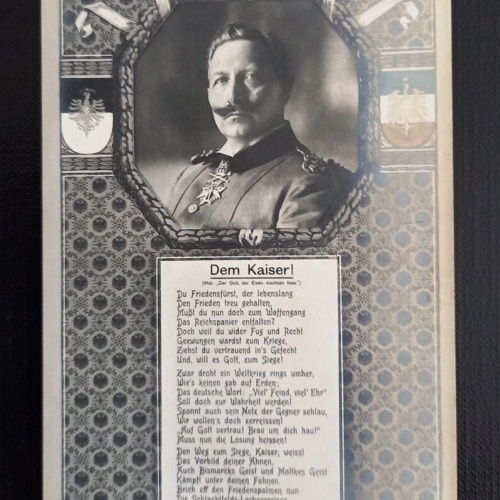 Dem Kaiser!
(Mel: „Der Gott, der Eisen wachsen liess.")
Du Friedensfürst, der lebenslang
Den Frieden treu gehalten,
Mußt du nun doch zum Waffengang
Das Reichspanier entfalten?
Doch weil du wider Fug und Recht
Gezwungen wardst zum Kriege,
Ziehst du vertrauend in's Gefecht
Und, will es Gott, zum Siege!
Zwar droht ein Weltkrieg rings umher,
Wie's keinen gab auf Erden;
Das deutsche Wort: „Viel' Feind, viel' Ehr"
Soll doch zur Wahrheit werden!
Spannt auch sein Netz der Gegner schlau,
Wir wollen's doch zerreissen!
„Auf Gott vertrau! Brau um dich hau!"
Muss nun die Losung heissen!
Den Weg zum Siege, Kaiser, weisst
Das Vorbild deiner Ahnen,
Auch Bismarcks Geist und Moltkes Geist
Kämpft unter deinen Fahnen.
Brich off den Friedenspalmen nun
Die Schlachtfelds-Lorbeerreiser